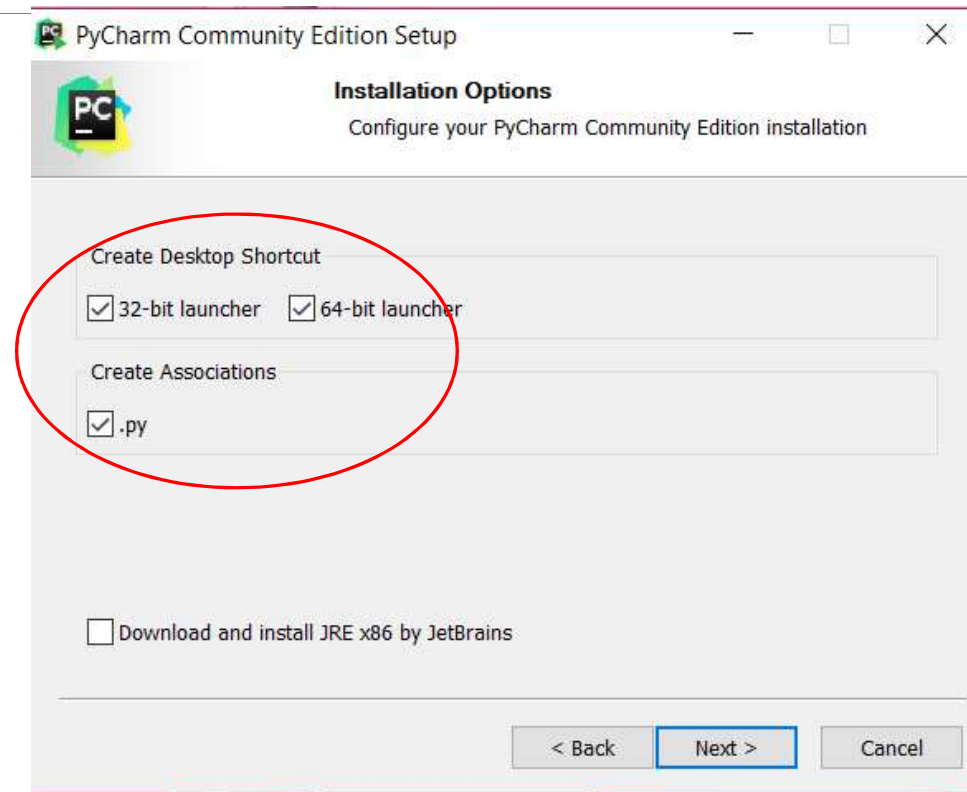 PC PyCharm Community Edition Setup
PC Installation Options
Configure your PyCharm Community Edition installation
Create Desktop Shortcut
32-bit launcher 64-bit launcher
Create Associations
.py
Download and install JRE x86 by JetBrains
< Back Next > Cancel